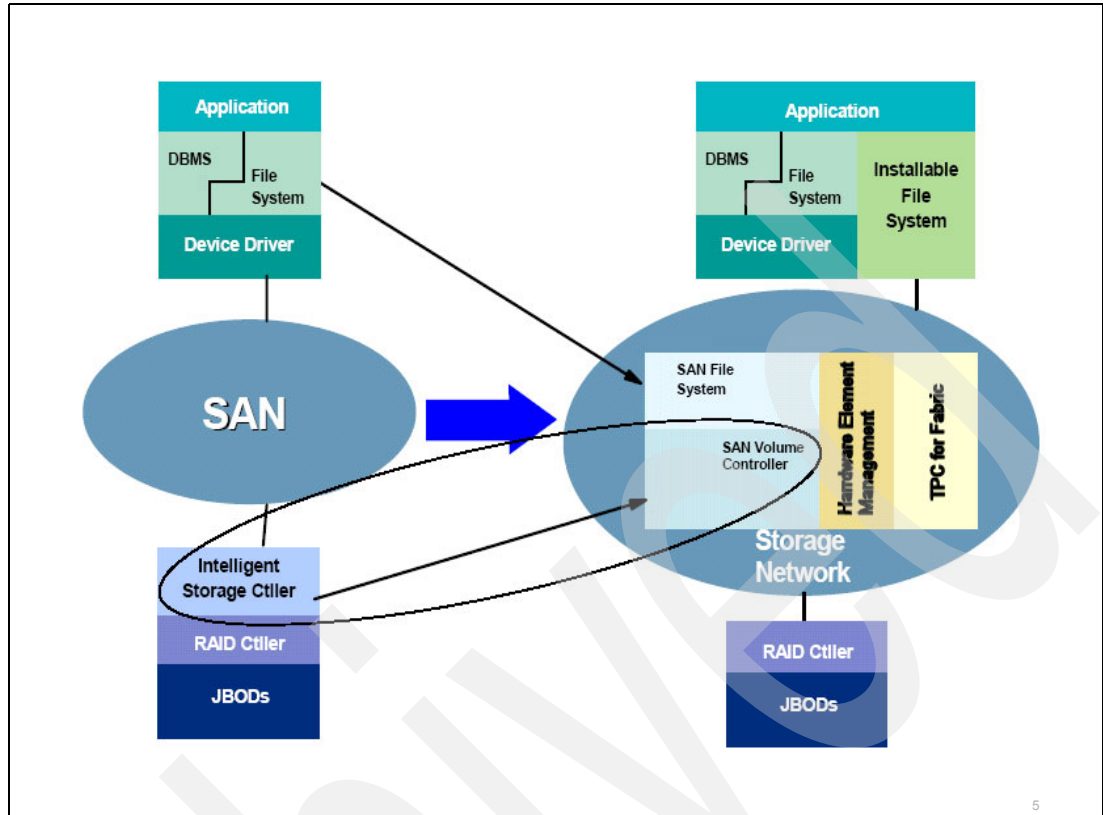 Application
DBMS
File
System
Device Driver
SAN
Intelligent
Storage Ctller
RAID Ctller
JBODs
Application
DBMS
File
System
Installable
File
System
Device Driver
SAN File
System
SAN Volume
Controller
Hardware Element
Management
TPC for Fabric
Storage
Network
RAID Ctller
JBODs
5